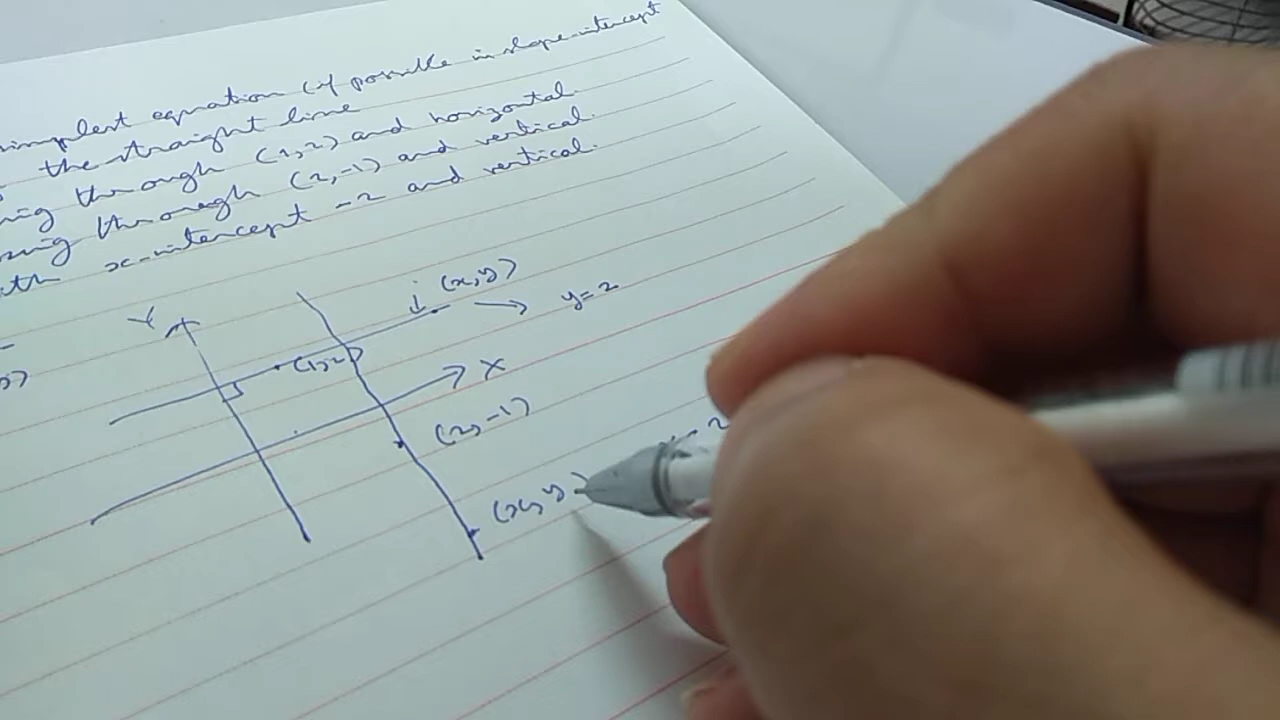 simplest equation (if possible in slope-intercept
the straight line
through (1,2) and horizontal.
through (2,-1) and vertical.
x-intercept -2 and vertical.
Y
(x,y)
y=2
(1,2)
X
(2,-1)
(x,y)